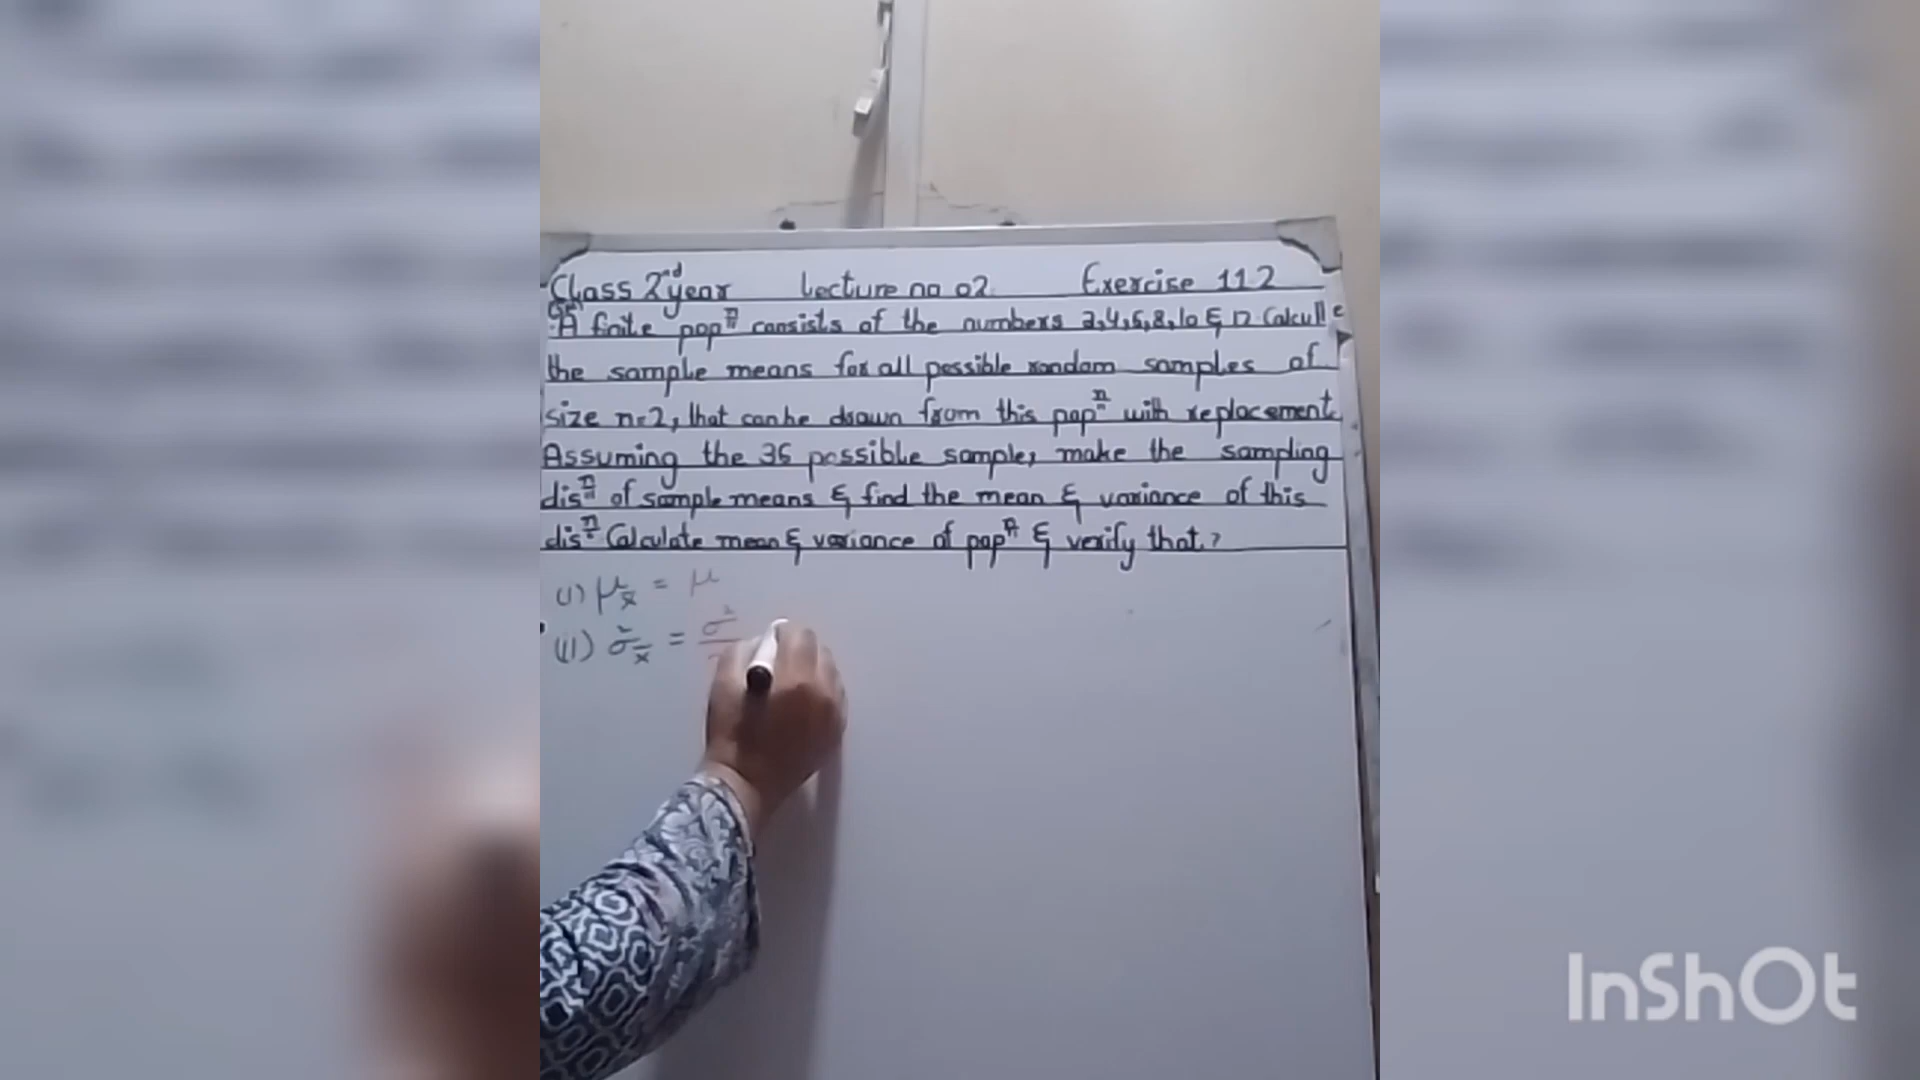 Class 2nd year Lecture no 02. Exercise 11.2
A finite popⁿ consists of the numbers 2,4,6,8,10 & 12. Calcul e
the sample means for all possible random samples of
size n=2, that can be drawn from this popⁿ with replacement.
Assuming the 36 possible samples make the sampling
disⁿ of sample means & find the mean & variance of this
disⁿ. Calculate mean & variance of popⁿ & verify that?
(I) μx̄ = μ
(II) σ²x̄ = σ²
InShOt